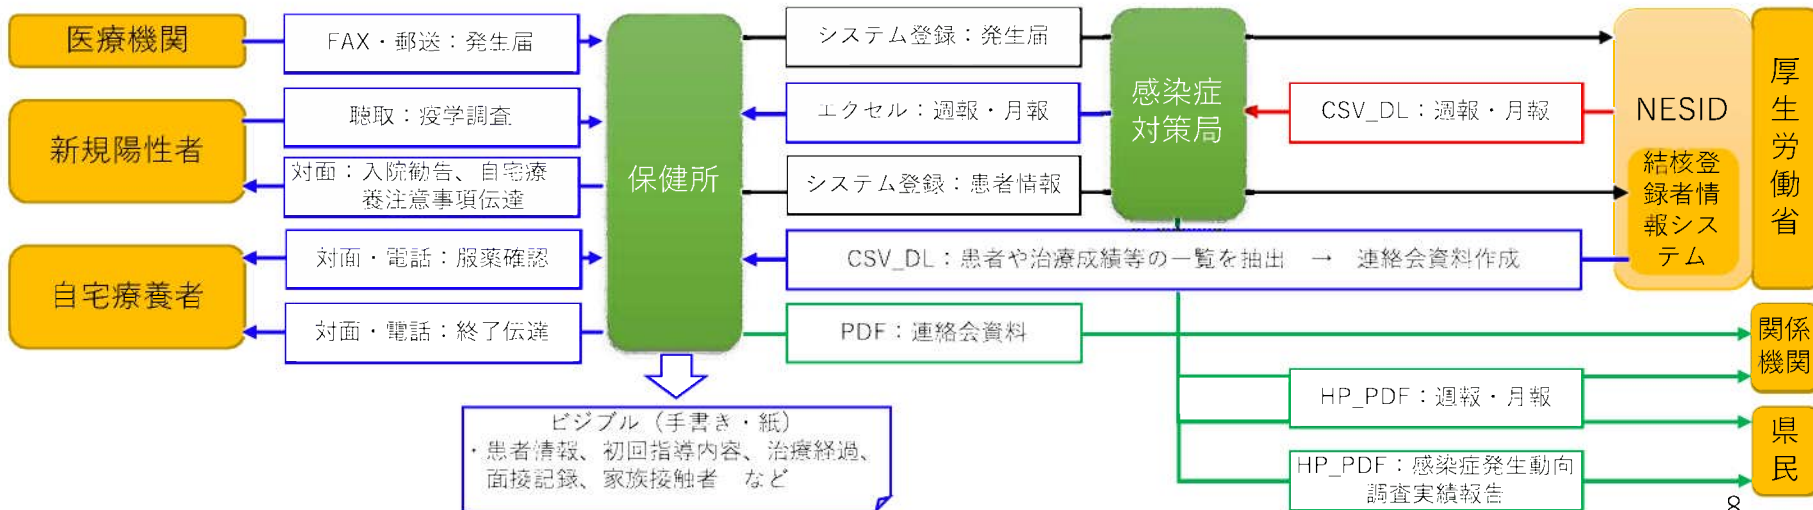 医療機関
FAX・郵送：発生届
システム登録：発生届
新規陽性者
聴取：疫学調査
エクセル：週報・月報
感染症
対策局
CSV_DL：週報・月報
NESID
厚生労働省
対面：入院勧告、自宅療
養注意事項伝達
保健所
システム登録：患者情報
結核登
録者情
報シス
テム
自宅療養者
対面・電話：服薬確認
CSV_DL：患者や治療成績等の一覧を抽出　→　連絡会資料作成
対面・電話：終了伝達
PDF：連絡会資料
関係
機関
HP_PDF：週報・月報
県民
ビジブル（手書き・紙）
・患者情報、初回指導内容、治療経過、
面接記録、家族接触者　など
HP_PDF：感染症発生動向
調査実績報告
8